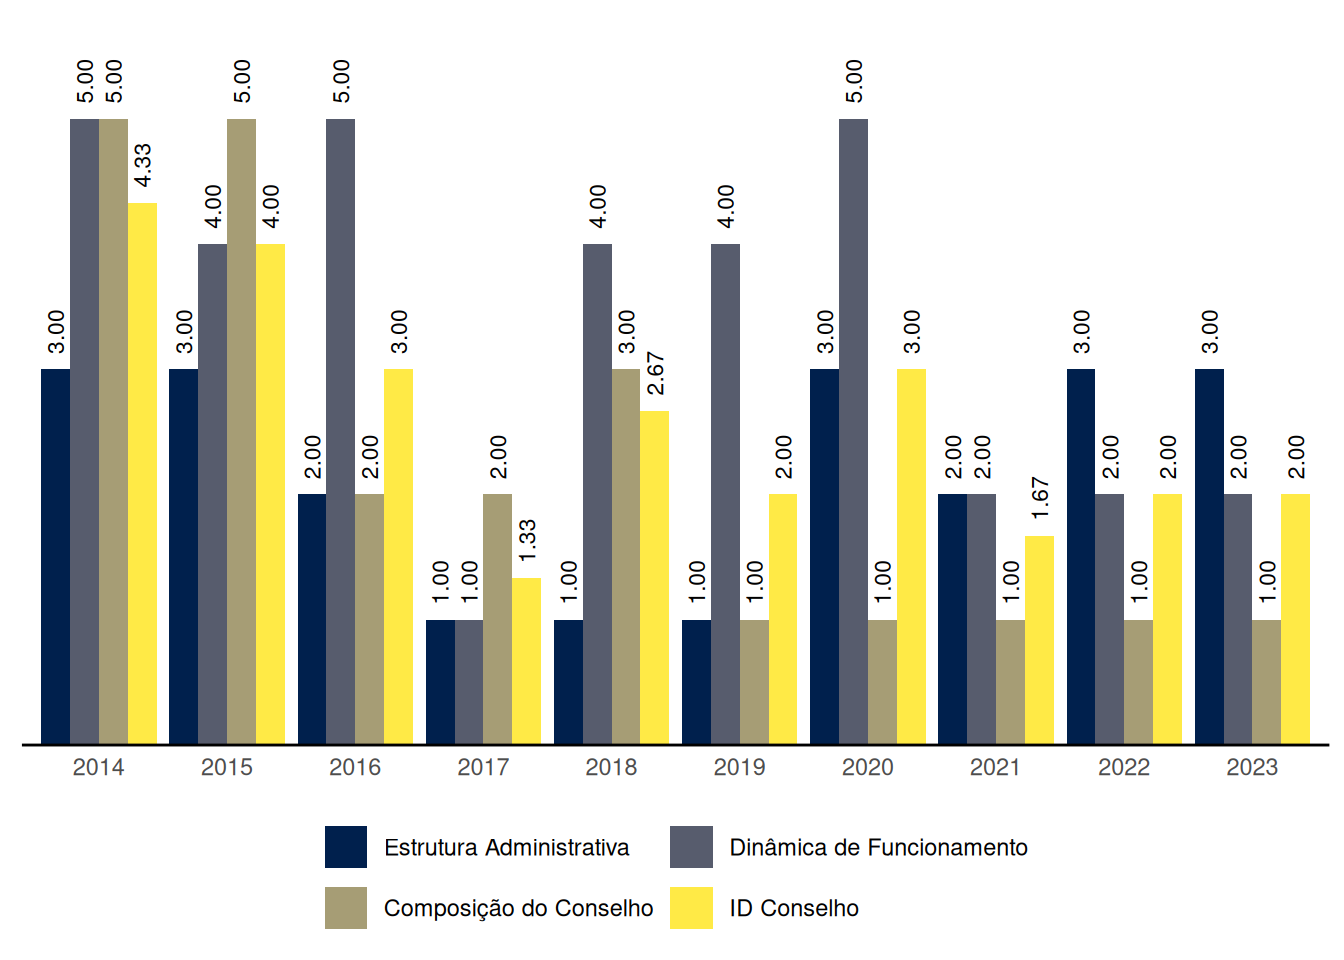 5.00 5.00 5.00 5.00 5.00
4.33
4.00 4.00 4.00 4.00
3.00 3.00 3.00 3.00 3.00 3.00 3.00 3.00
2.67
2.00 2.00 2.00 2.00 2.00 2.00 2.00 2.00 2.00 2.00
1.67
1.33
1.00 1.00 1.00 1.00 1.00 1.00 1.00 1.00 1.00
2014 2015 2016 2017 2018 2019 2020 2021 2022 2023
Estrutura Administrativa Dinâmica de Funcionamento
Composição do Conselho ID Conselho